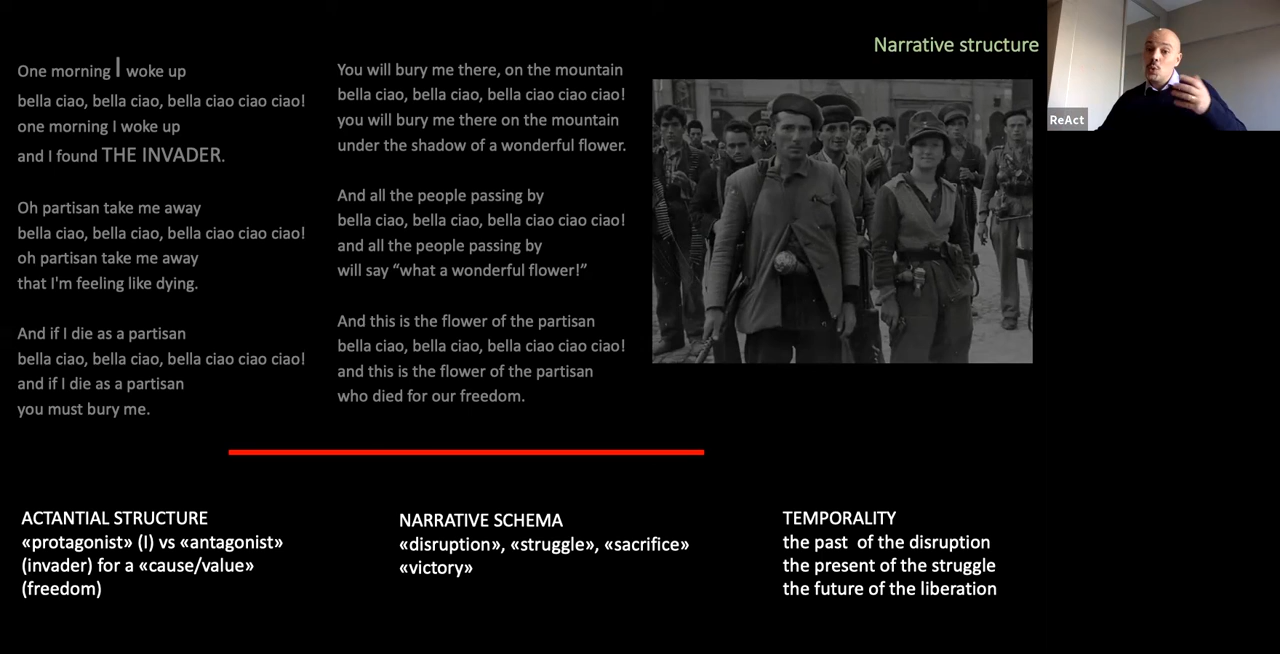 Narrative structure
One morning I woke up
bella ciao, bella ciao, bella ciao ciao ciao!
one morning I woke up
and I found THE INVADER.
Oh partisan take me away
bella ciao, bella ciao, bella ciao ciao ciao!
oh partisan take me away
that I'm feeling like dying.
And if I die as a partisan
bella ciao, bella ciao, bella ciao ciao ciao!
and if I die as a partisan
you must bury me.
You will bury me there, on the mountain
bella ciao, bella ciao, bella ciao ciao ciao!
you will bury me there on the mountain
under the shadow of a wonderful flower.
And all the people passing by
bella ciao, bella ciao, bella ciao ciao ciao!
and all the people passing by
will say “what a wonderful flower!”
And this is the flower of the partisan
bella ciao, bella ciao, bella ciao ciao ciao!
and this is the flower of the partisan
who died for our freedom.
ReAct
ACTANTIAL STRUCTURE
«protagonist» (I) vs «antagonist»
(invader) for a «cause/value»
(freedom)
NARRATIVE SCHEMA
«disruption», «struggle», «sacrifice»
«victory»
TEMPORALITY
the past of the disruption
the present of the struggle
the future of the liberation